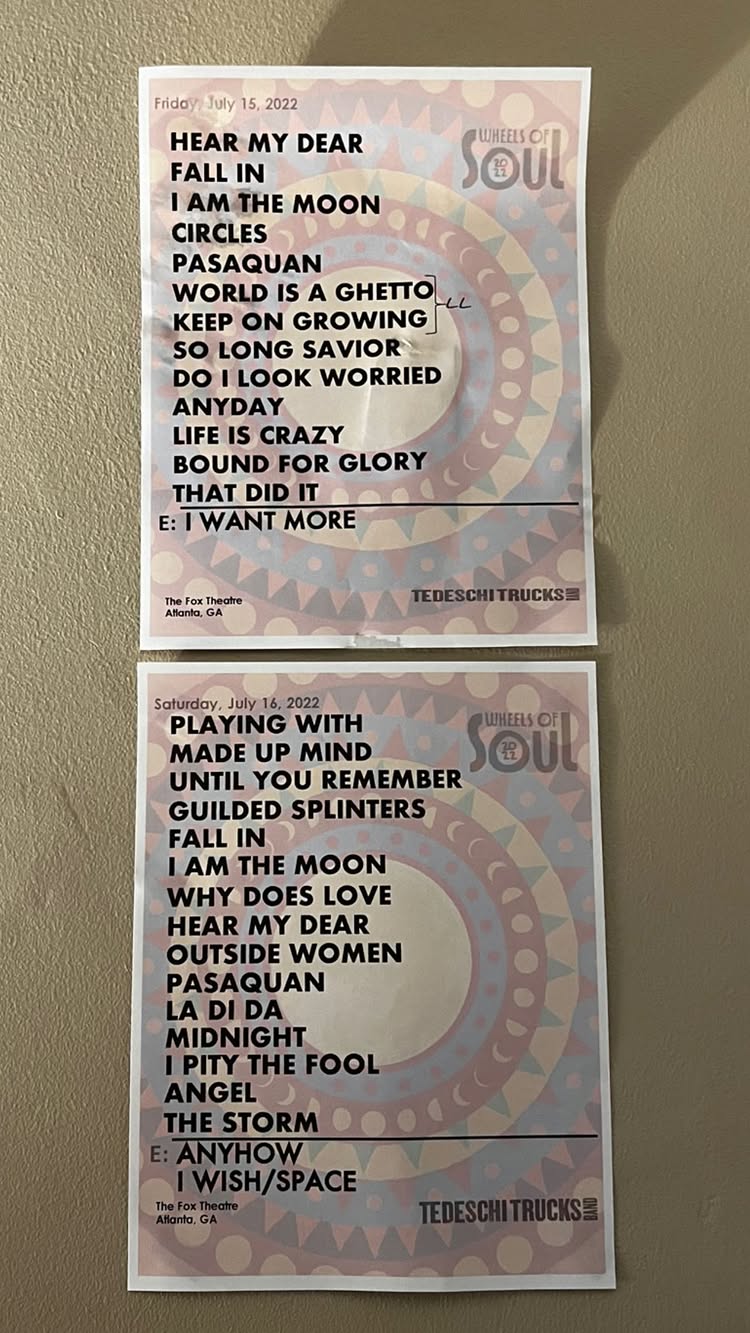 Friday, July 15, 2022
WHEELS OF
SOUL
2022
HEAR MY DEAR
FALL IN
I AM THE MOON
CIRCLES
PASAQUAN
WORLD IS A GHETTO
KEEP ON GROWING
LL
SO LONG SAVIOR
DO I LOOK WORRIED
ANYDAY
LIFE IS CRAZY
BOUND FOR GLORY
THAT DID IT
E: I WANT MORE
The Fox Theatre
Atlanta, GA
TEDESCHI TRUCKS BAND
Saturday, July 16, 2022
WHEELS OF
SOUL
2022
PLAYING WITH
MADE UP MIND
UNTIL YOU REMEMBER
GUILDED SPLINTERS
FALL IN
I AM THE MOON
WHY DOES LOVE
HEAR MY DEAR
OUTSIDE WOMEN
PASAQUAN
LA DI DA
MIDNIGHT
I PITY THE FOOL
ANGEL
THE STORM
E: ANYHOW
I WISH/SPACE
The Fox Theatre
Atlanta, GA
TEDESCHI TRUCKS BAND